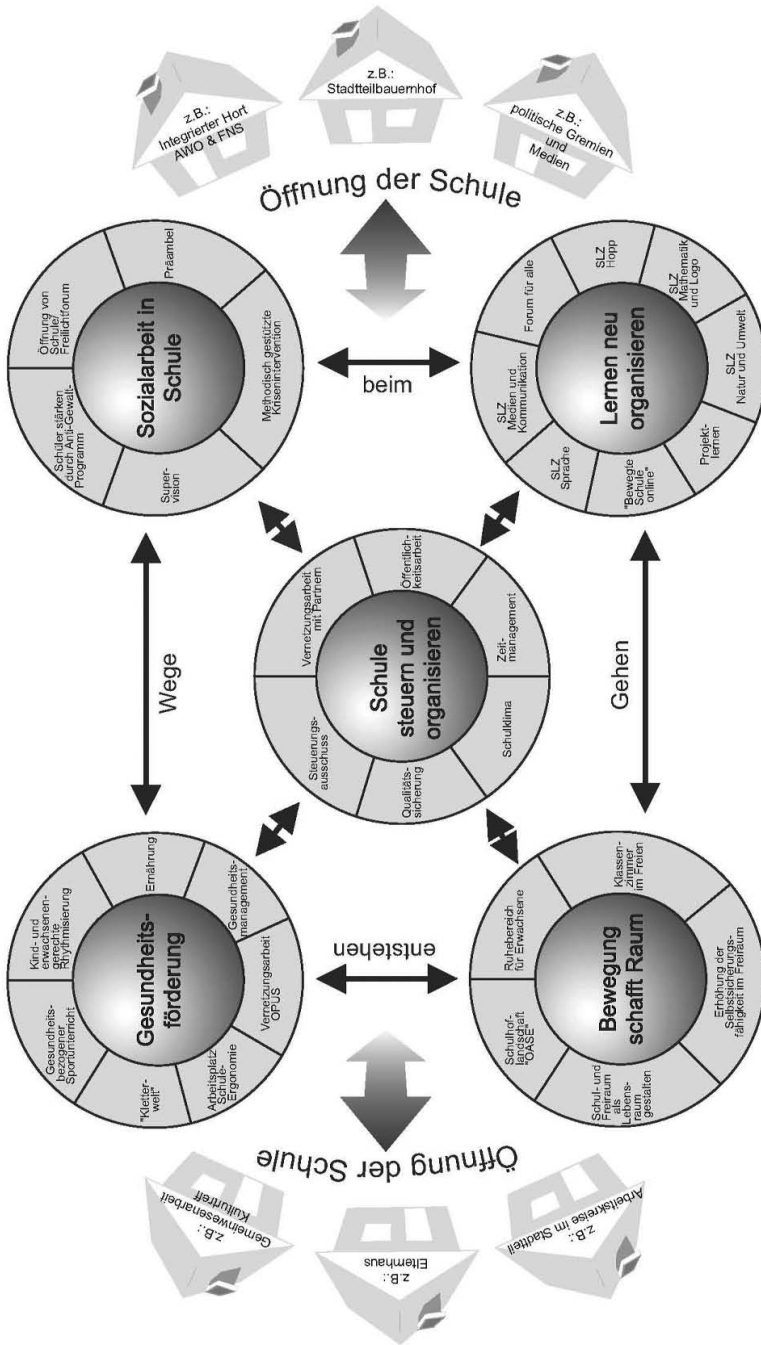 Öffnung der Schule
z.B.:
Gemeinwesenarbeit
Kulturtreff
z.B.:
Elternhaus
z.B.:
Arbeitskreise im Stadtteil
Gesundheits-
förderung
Gesundheits-
bezogener
Sportunterricht
Kind- und
erwachsenen-
gerechte
Rhythmisierung
Ernährung
Gesundheits-
management
Vernetzungsarbeit
OPUS
Arbeitsplatz
Schule-
Ergonomie
"Kletter-
welt"
Wege
Sozialarbeit in
Schule
Schüler stärken
durch Anti-Gewalt-
Programm
Öffnung von
Schule/
Freilichtforum
Präambel
Methodisch gestützte
Krisenintervention
Super-
vision
entstehen
Schule
steuern und
organisieren
Steuerungs-
ausschuss
Vernetzungsarbeit
mit Partnern
Öffentlich-
keitsarbeit
Zeit-
management
Schulklima
Qualitäts-
sicherung
beim
Bewegung
schafft Raum
Schulhof-
landschaft
"OASE"
Ruhebereich
für Erwachsene
Klassen-
zimmer
im Freien
Erhöhung der
Selbstsicherungs-
fähigkeit im Freiraum
Schul- und
Freiraum
als
Lebens-
raum
gestalten
Gehen
Lernen neu
organisieren
SLZ
Medien und
Kommunikation
Forum für alle
SLZ
Hopp
SLZ
Mathematik
und Logo
SLZ
Natur und Umwelt
Projekt-
lernen
"Bewegte
Schule
online"
SLZ
Sprache
Öffnung der Schule
z.B.:
Integrierter Hort
AWO & FNS
z.B.:
Stadtteilbauernhof
z.B.:
politische Gremien
und
Medien